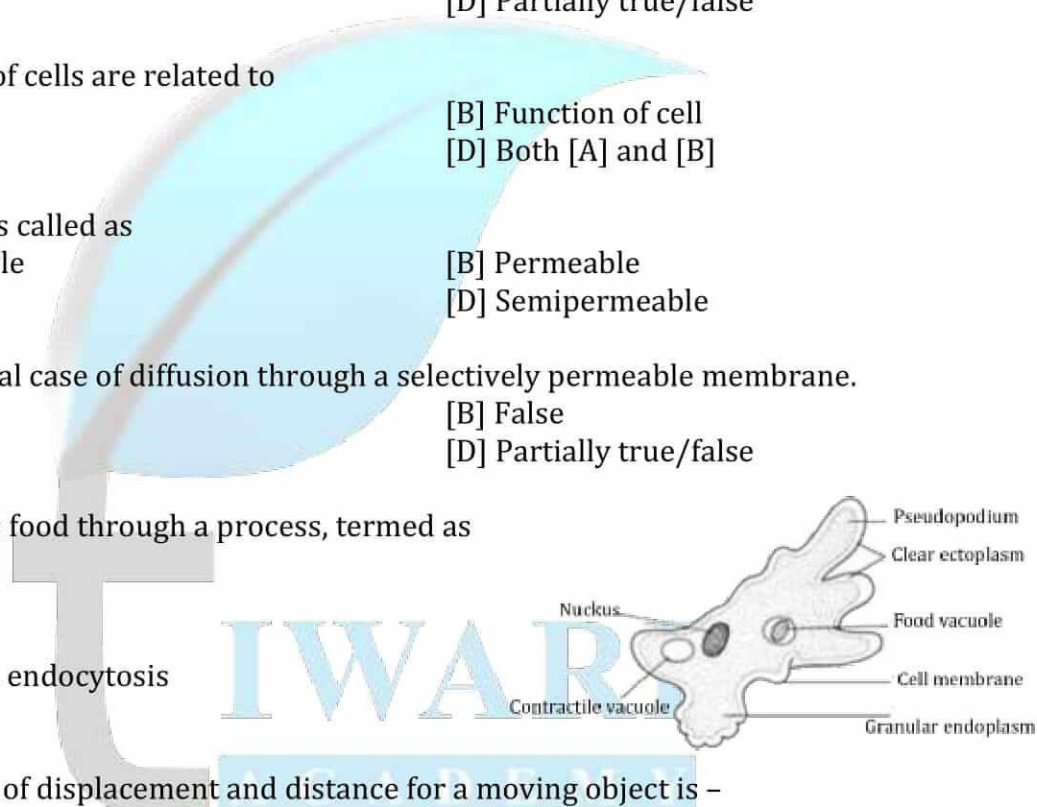 [D] Partially true/false
of cells are related to
[B] Function of cell
[D] Both [A] and [B]
s called as
le
[B] Permeable
[D] Semipermeable
al case of diffusion through a selectively permeable membrane.
[B] False
[D] Partially true/false
food through a process, termed as
endocytosis
Pseudopodium
Clear ectoplasm
Nuckus
Food vacuole
Cell membrane
Contractile vacuole
Granular endoplasm
IWARI
ACADEMY
of displacement and distance for a moving object is –